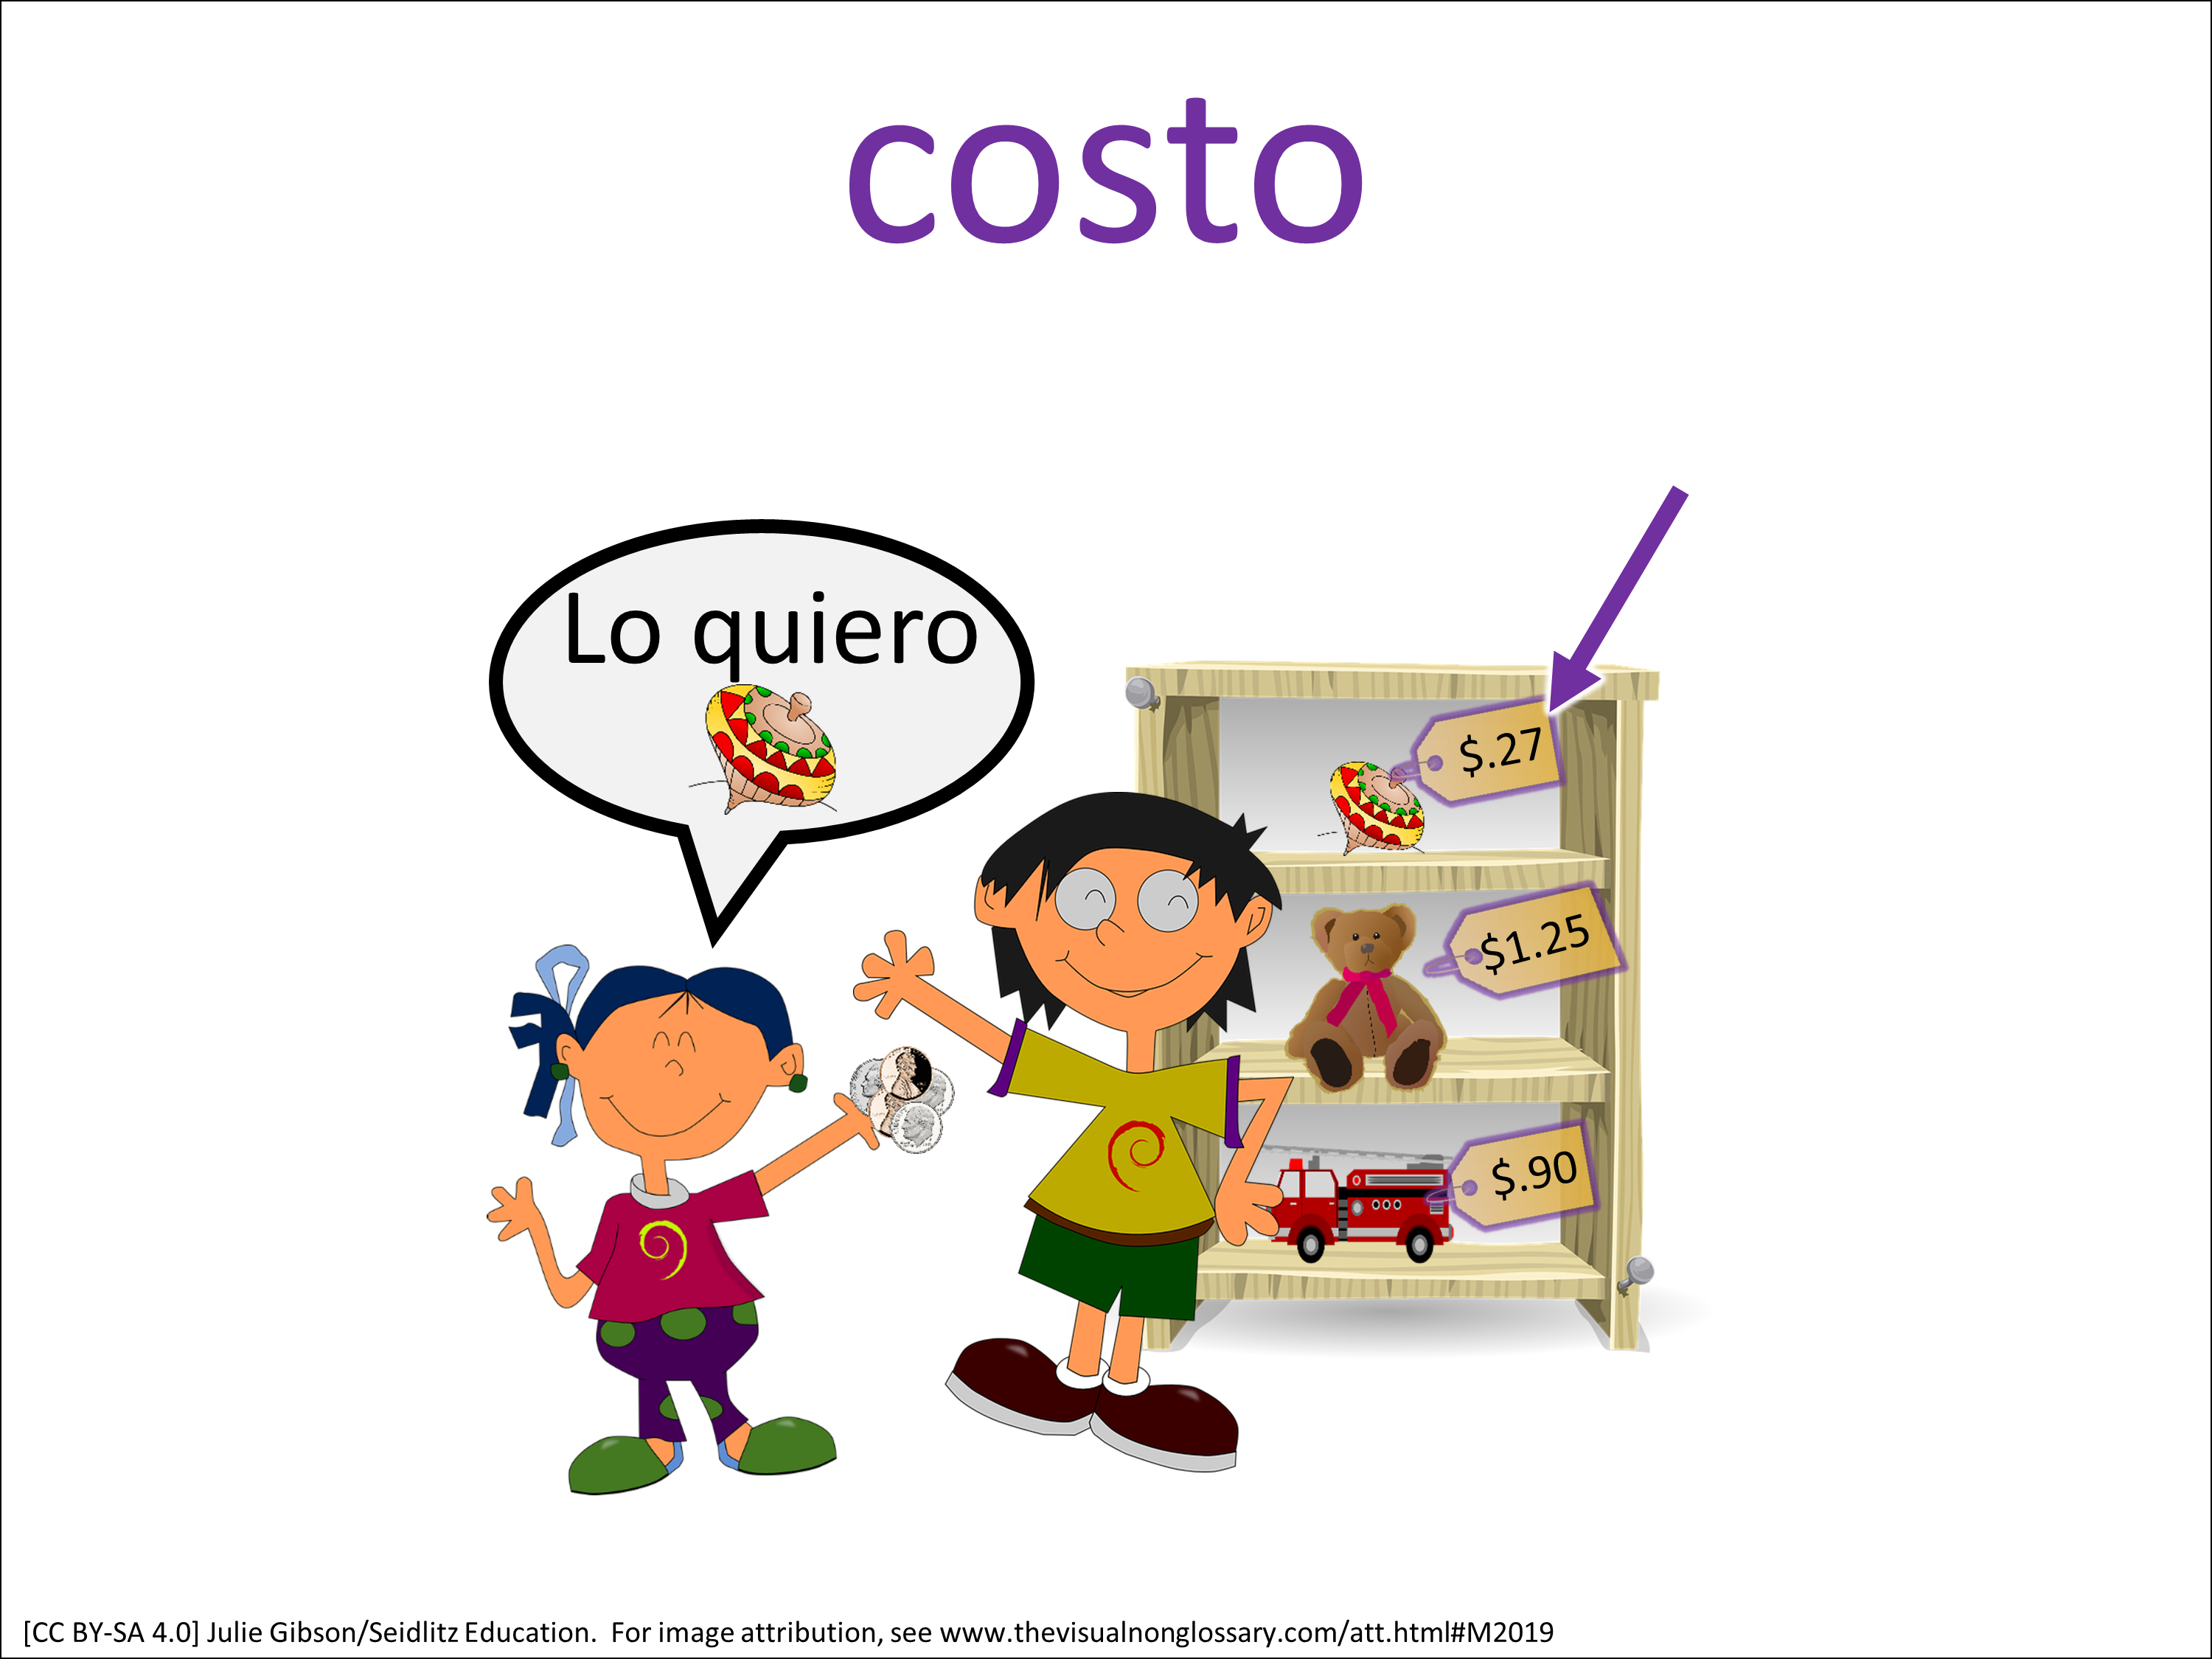 costo
Lo quiero
$.27
$1.25
$.90
[CC BY-SA 4.0] Julie Gibson/Seidlitz Education.  For image attribution, see www.thevisualnonglossary.com/att.html#M2019